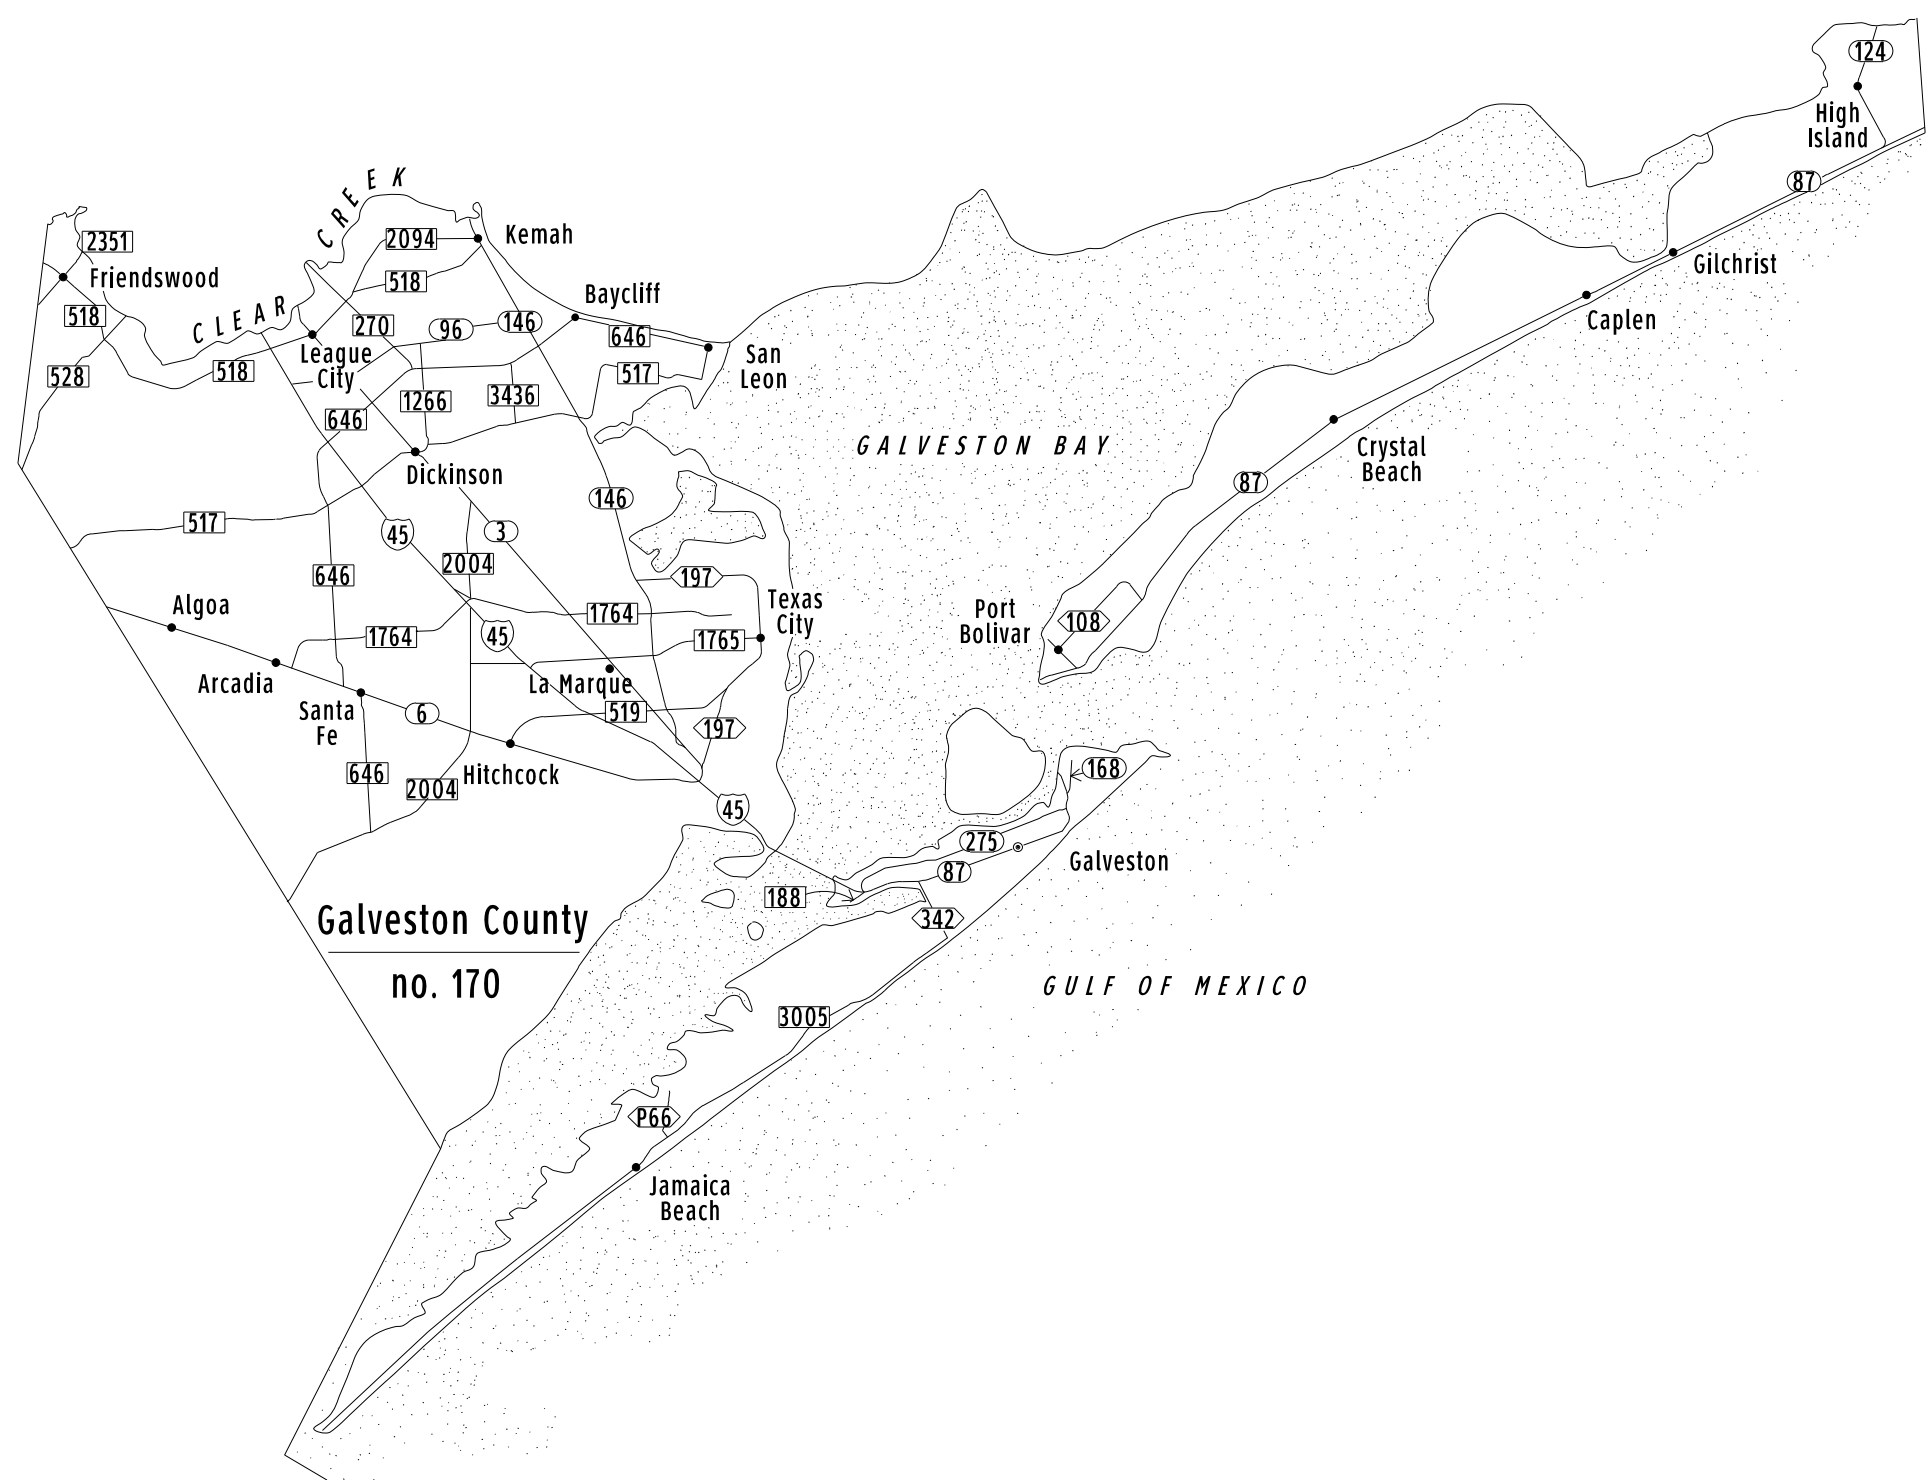 124
High
Island
87
CLEAR CREEK
2351
Friendswood
518
528
518
2094
Kemah
518
270
96
146
Baycliff
646
League
City
San
Leon
517
646
1266
3436
Gilchrist
Caplen
GALVESTON BAY
Crystal
Beach
87
Dickinson
146
517
45
3
2004
646
197
Algoa
1764
Texas
City
1764
45
1765
Port
Bolivar
108
Arcadia
La Marque
Santa
Fe
6
519
197
646
2004
Hitchcock
168
45
275
87
Galveston
188
342
Galveston County
no. 170
GULF OF MEXICO
3005
P66
Jamaica
Beach